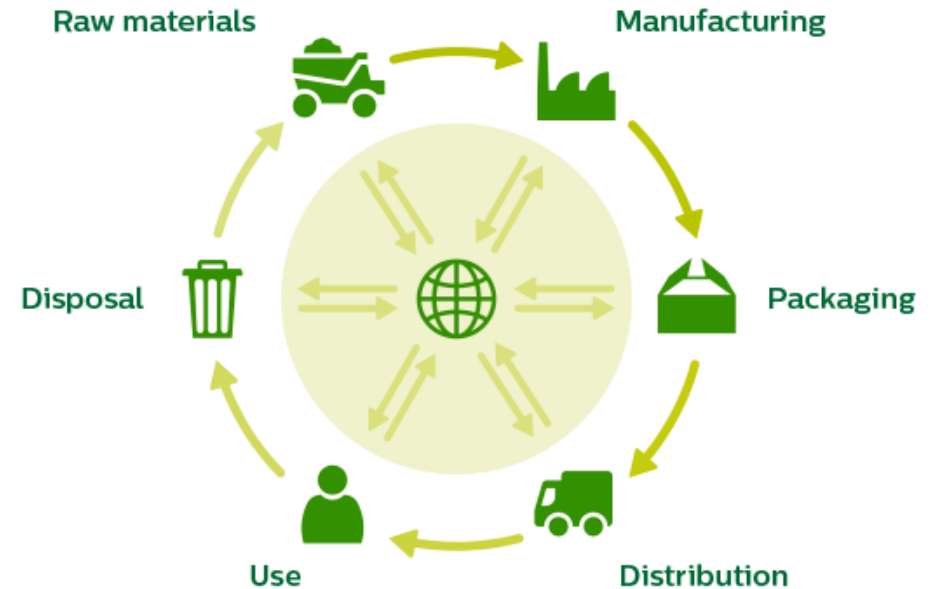 Raw materials
Manufacturing
Disposal
Packaging
Use
Distribution